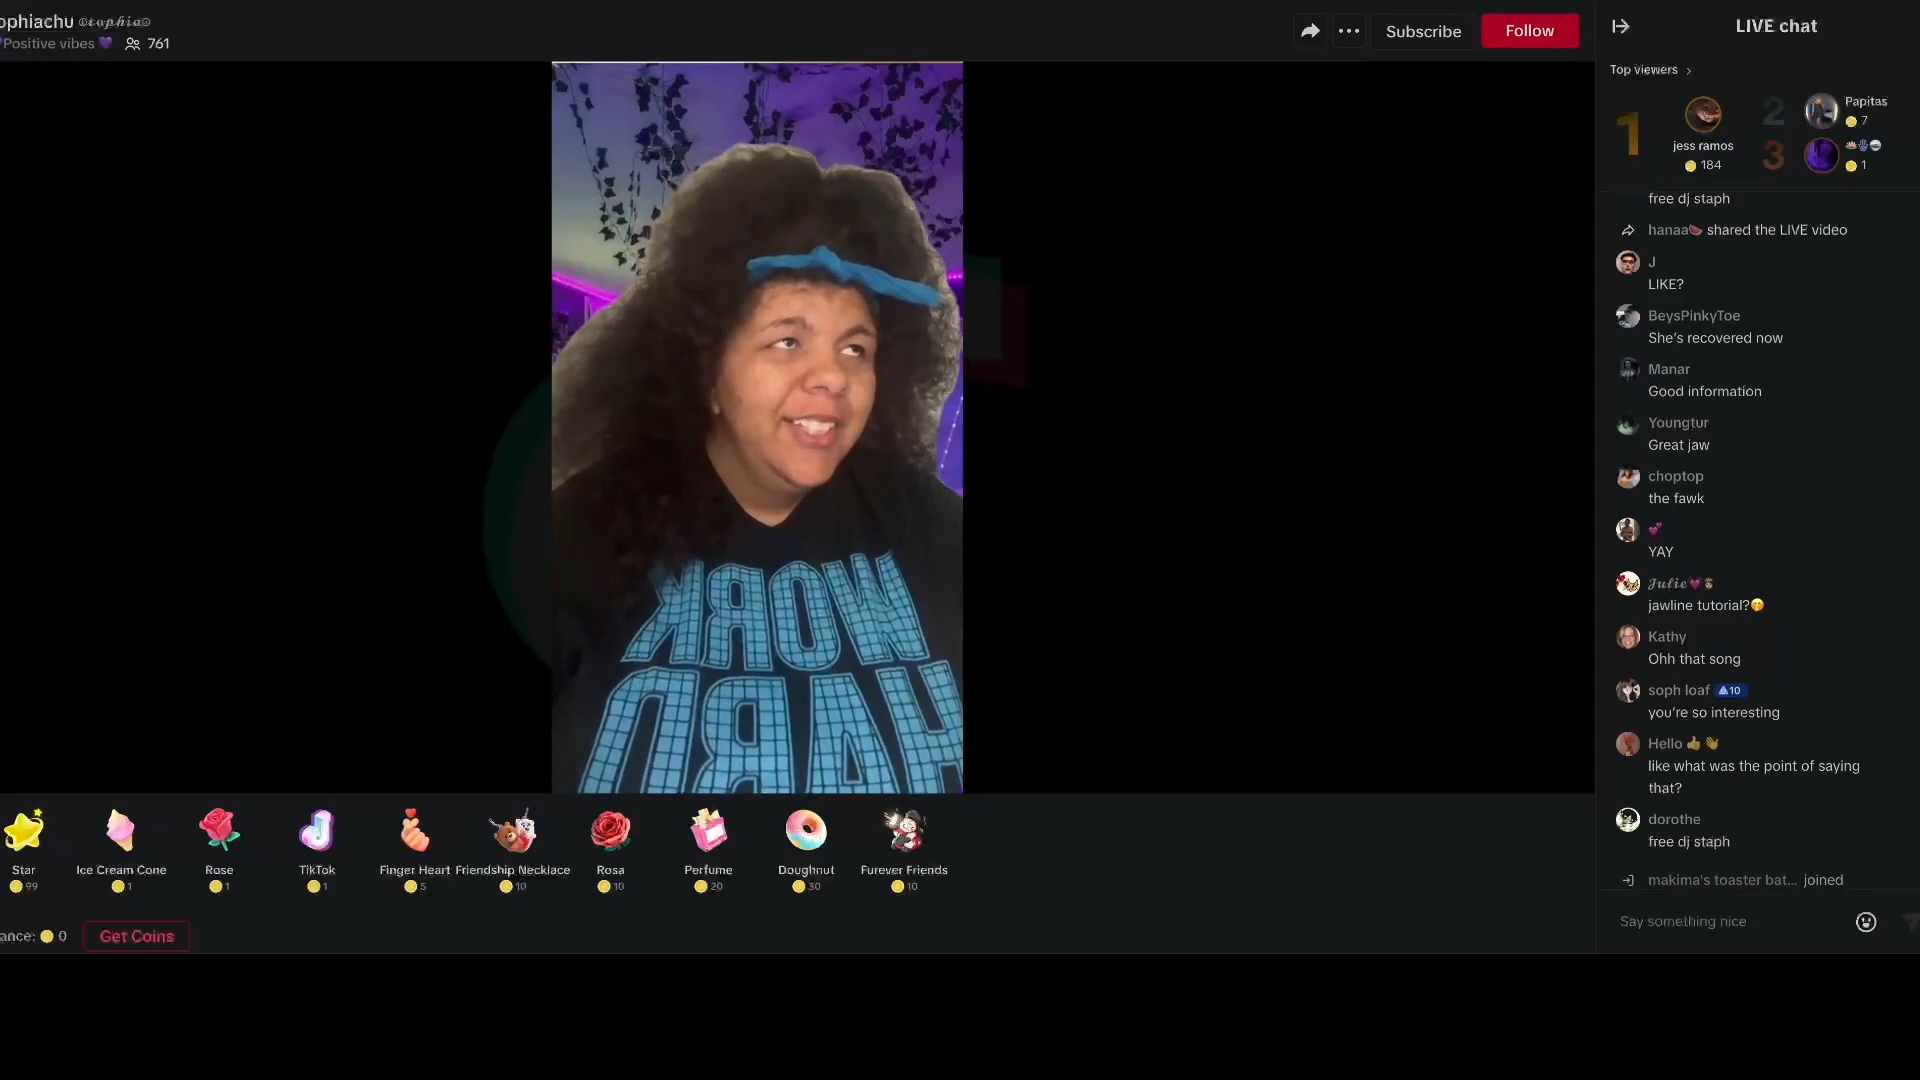 ophiachu @𝓽𝓸𝓹𝓱𝓲𝓪☺
Positive vibes 💜 761
Subscribe
Follow
LIVE chat
Top viewers >
1
jess ramos
184
2
Papitas
7
3
1
free dj staph
hanaa🍉 shared the LIVE video
J
LIKE?
BeysPinkyToe
She's recovered now
Manar
Good information
Youngtur
Great jaw
choptop
the fawk
💕
YAY
𝓙𝓾𝓵𝓲𝓮💗
jawline tutorial?🤭
Kathy
Ohh that song
soph loaf 10
you're so interesting
Hello 👍👋
like what was the point of saying
that?
dorothe
free dj staph
makima's toaster bat... joined
Say something nice
WORK
HARD
Star
99
Ice Cream Cone
1
Rose
1
TikTok
1
Finger Heart
5
Friendship Necklace
10
Rosa
10
Perfume
20
Doughnut
30
Furever Friends
10
ance: 0
Get Coins